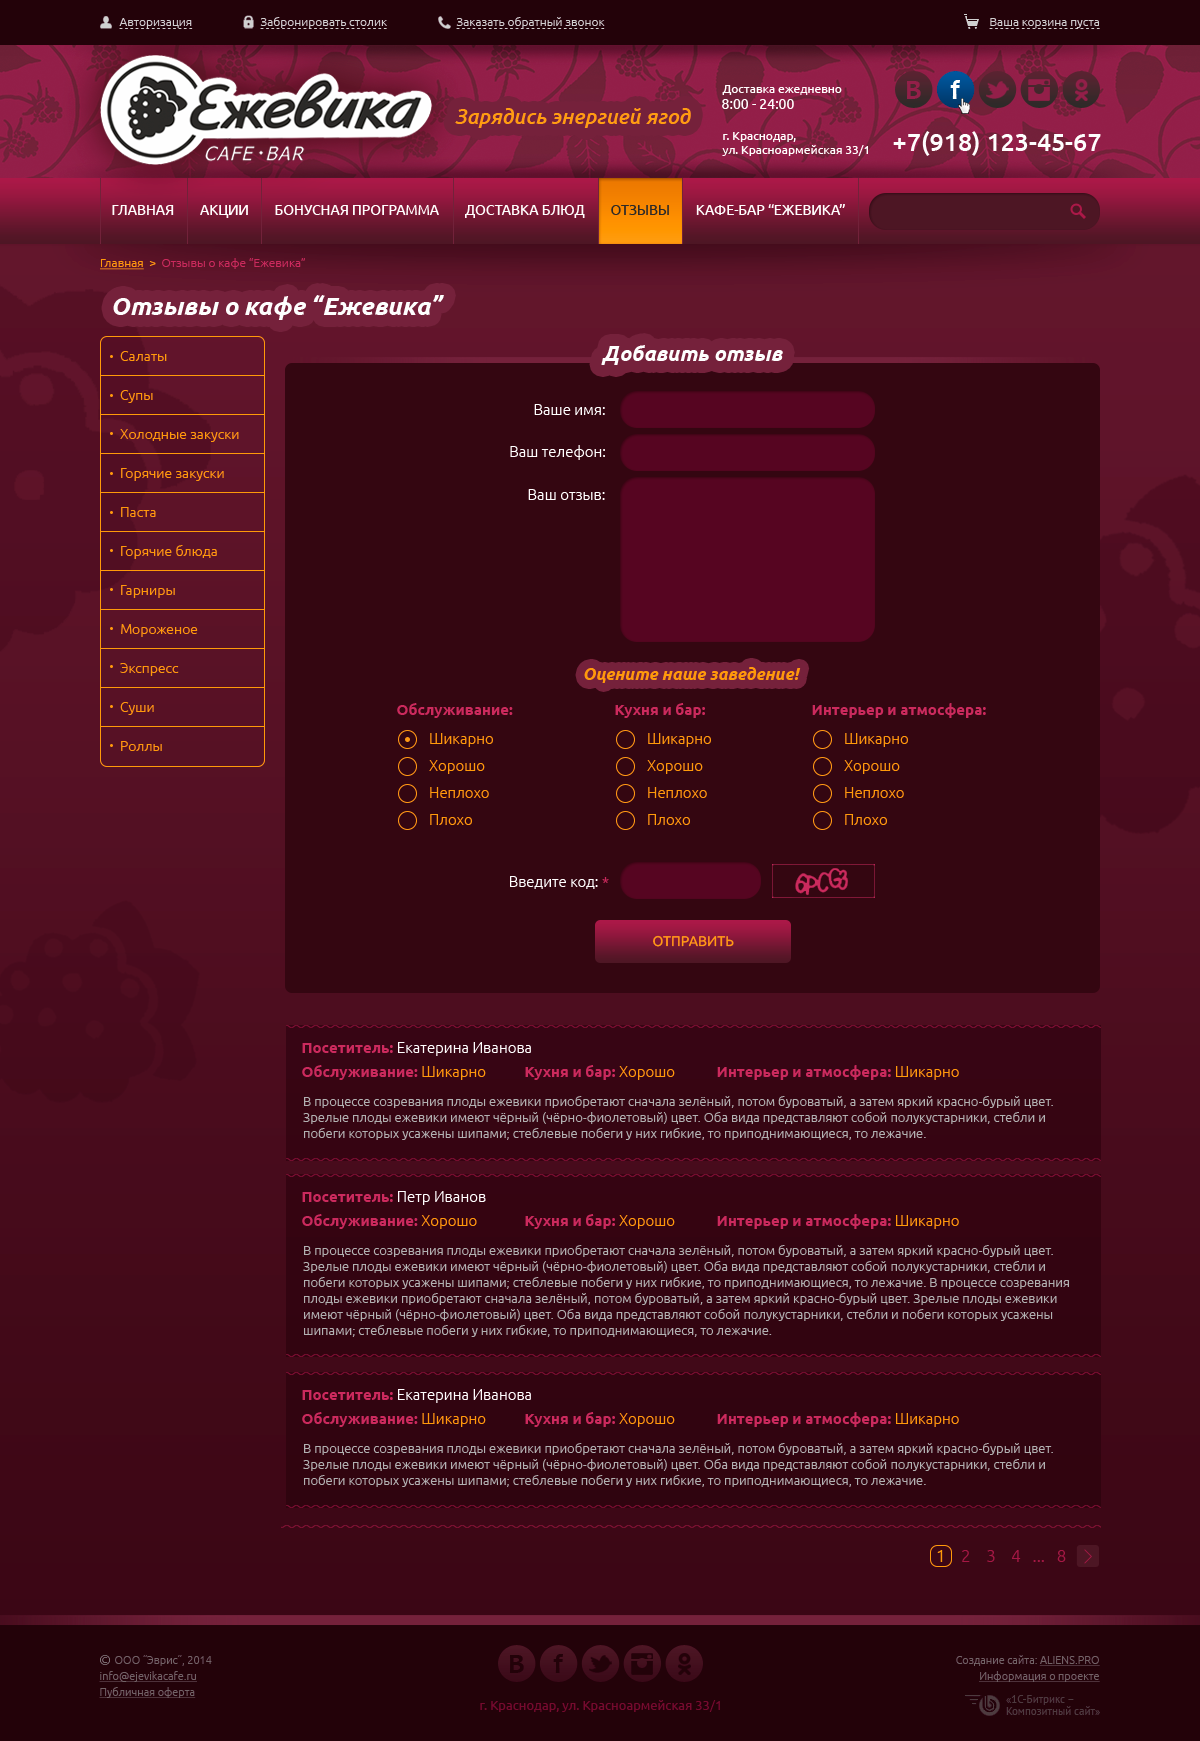 Авторизация
Забронировать столик
Заказать обратный звонок
Ваша корзина пуста
Ежевика
CAFE · BAR
Зарядись энергией ягод
Доставка ежедневно
8:00 - 24:00
г. Краснодар,
ул. Красноармейская 33/1
+7(918) 123-45-67
ГЛАВНАЯ
АКЦИИ
БОНУСНАЯ ПРОГРАММА
ДОСТАВКА БЛЮД
ОТЗЫВЫ
КАФЕ-БАР “ЕЖЕВИКА”
Главная > Отзывы о кафе “Ежевика”
Отзывы о кафе “Ежевика”
· Салаты
· Супы
· Холодные закуски
· Горячие закуски
· Паста
· Горячие блюда
· Гарниры
· Мороженое
· Экспресс
· Суши
· Роллы
Добавить отзыв
Ваше имя:
Ваш телефон:
Ваш отзыв:
Оцените наше заведение!
Обслуживание:
Шикарно
Хорошо
Неплохо
Плохо
Кухня и бар:
Шикарно
Хорошо
Неплохо
Плохо
Интерьер и атмосфера:
Шикарно
Хорошо
Неплохо
Плохо
Введите код: *
ОТПРАВИТЬ
Посетитель: Екатерина Иванова
Обслуживание: Шикарно Кухня и бар: Хорошо Интерьер и атмосфера: Шикарно
В процессе созревания плоды ежевики приобретают сначала зелёный, потом буроватый, а затем яркий красно-бурый цвет.
Зрелые плоды ежевики имеют чёрный (чёрно-фиолетовый) цвет. Оба вида представляют собой полукустарники, стебли и
побеги которых усажены шипами; стеблевые побеги у них гибкие, то приподнимающиеся, то лежачие.
Посетитель: Петр Иванов
Обслуживание: Хорошо Кухня и бар: Хорошо Интерьер и атмосфера: Шикарно
В процессе созревания плоды ежевики приобретают сначала зелёный, потом буроватый, а затем яркий красно-бурый цвет.
Зрелые плоды ежевики имеют чёрный (чёрно-фиолетовый) цвет. Оба вида представляют собой полукустарники, стебли и
побеги которых усажены шипами; стеблевые побеги у них гибкие, то приподнимающиеся, то лежачие. В процессе созревания
плоды ежевики приобретают сначала зелёный, потом буроватый, а затем яркий красно-бурый цвет. Зрелые плоды ежевики
имеют чёрный (чёрно-фиолетовый) цвет. Оба вида представляют собой полукустарники, стебли и побеги которых усажены
шипами; стеблевые побеги у них гибкие, то приподнимающиеся, то лежачие.
Посетитель: Екатерина Иванова
Обслуживание: Шикарно Кухня и бар: Хорошо Интерьер и атмосфера: Шикарно
В процессе созревания плоды ежевики приобретают сначала зелёный, потом буроватый, а затем яркий красно-бурый цвет.
Зрелые плоды ежевики имеют чёрный (чёрно-фиолетовый) цвет. Оба вида представляют собой полукустарники, стебли и
побеги которых усажены шипами; стеблевые побеги у них гибкие, то приподнимающиеся, то лежачие.
1 2 3 4 ... 8
© ООО “Эврис”, 2014
info@ejevikacafe.ru
Публичная оферта
г. Краснодар, ул. Красноармейская 33/1
Создание сайта: ALIENS.PRO
Информация о проекте
«1С-Битрикс –
Композитный сайт»